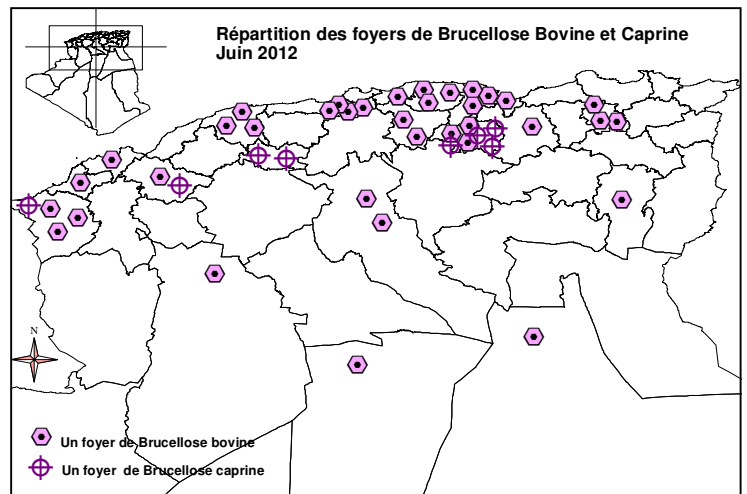 Répartition des foyers de Brucellose Bovine et Caprine
Juin 2012
N
Un foyer de Brucellose bovine
Un foyer de Brucellose caprine